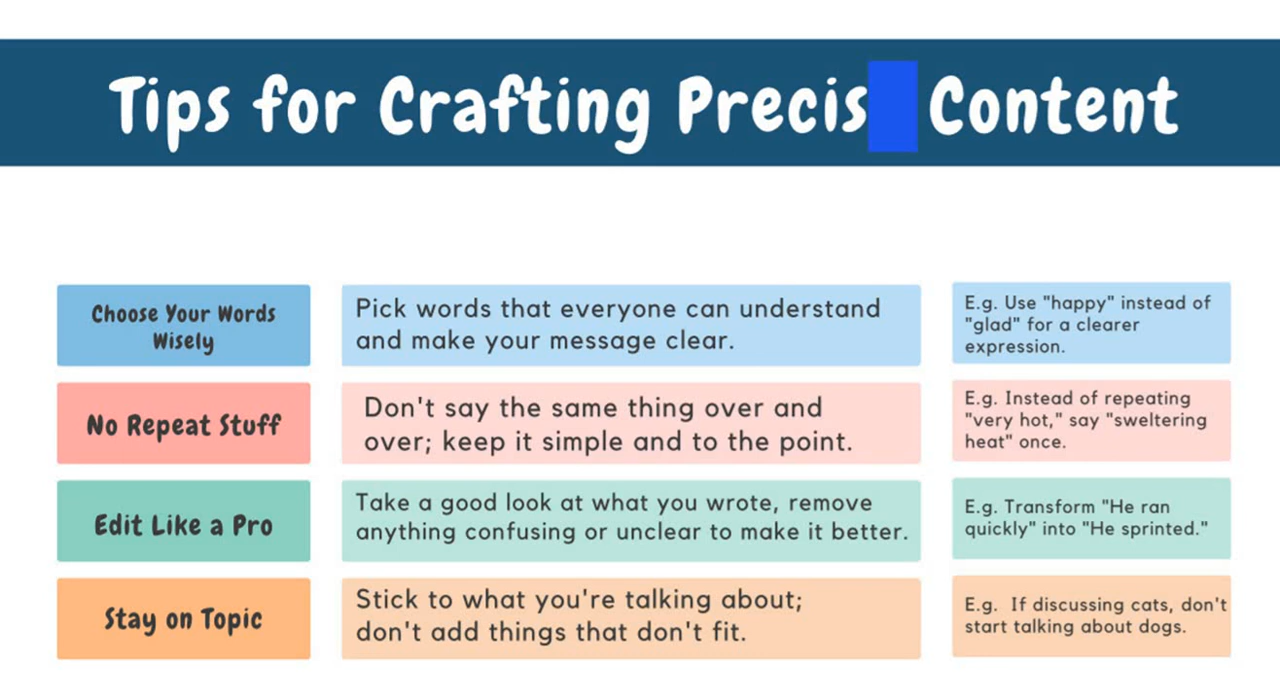 Tips for Crafting Precis Content
Choose Your Words
Wisely
Pick words that everyone can understand
and make your message clear.
E.g. Use "happy" instead of
"glad" for a clearer
expression.
No Repeat Stuff
Don't say the same thing over and
over; keep it simple and to the point.
E.g. Instead of repeating
"very hot," say "sweltering
heat" once.
Edit Like a Pro
Take a good look at what you wrote, remove
anything confusing or unclear to make it better.
E.g. Transform "He ran
quickly" into "He sprinted."
Stay on Topic
Stick to what you're talking about;
don't add things that don't fit.
E.g. If discussing cats, don't
start talking about dogs.